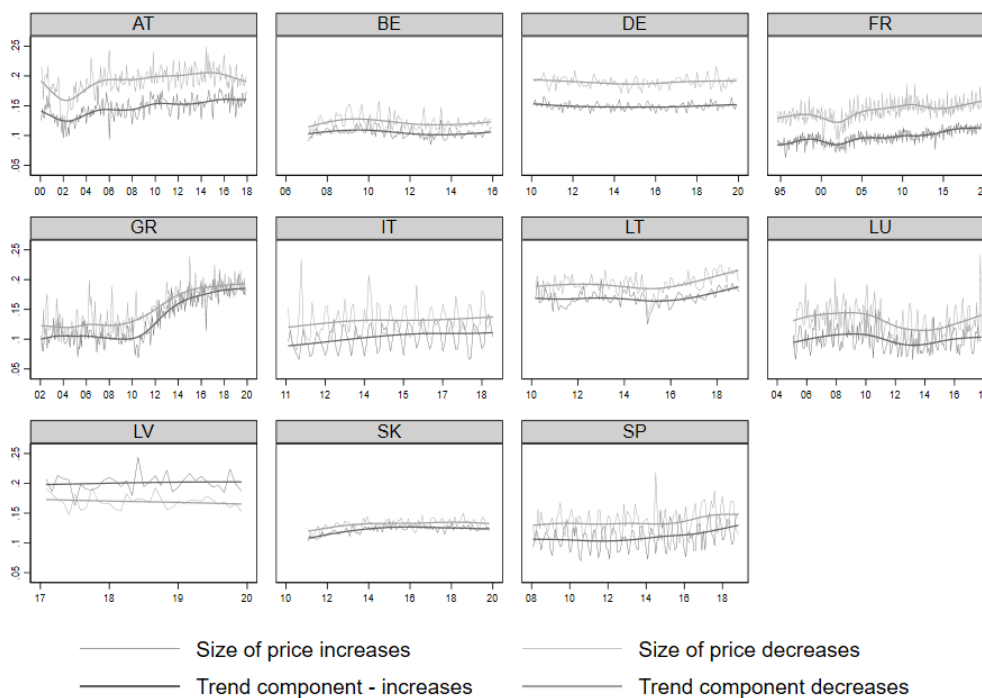 AT BE DE FR
.05 .1 .15 .2 .25
00 02 04 06 08 10 12 14 16 18
06 08 10 12 14 16
10 12 14 16 18 20
95 00 05 10 15
GR IT LT LU
.05 .1 .15 .2 .25
02 04 06 08 10 12 14 16 18 20
11 12 14 15 16 18
10 12 14 15 16 18
04 06 08 10 12 14 16
LV SK SP
.05 .1 .15 .2 .25
17 18 19 20
10 12 14 16 18 20
08 10 12 14 16 18
Size of price increases Size of price decreases
Trend component - increases Trend component decreases